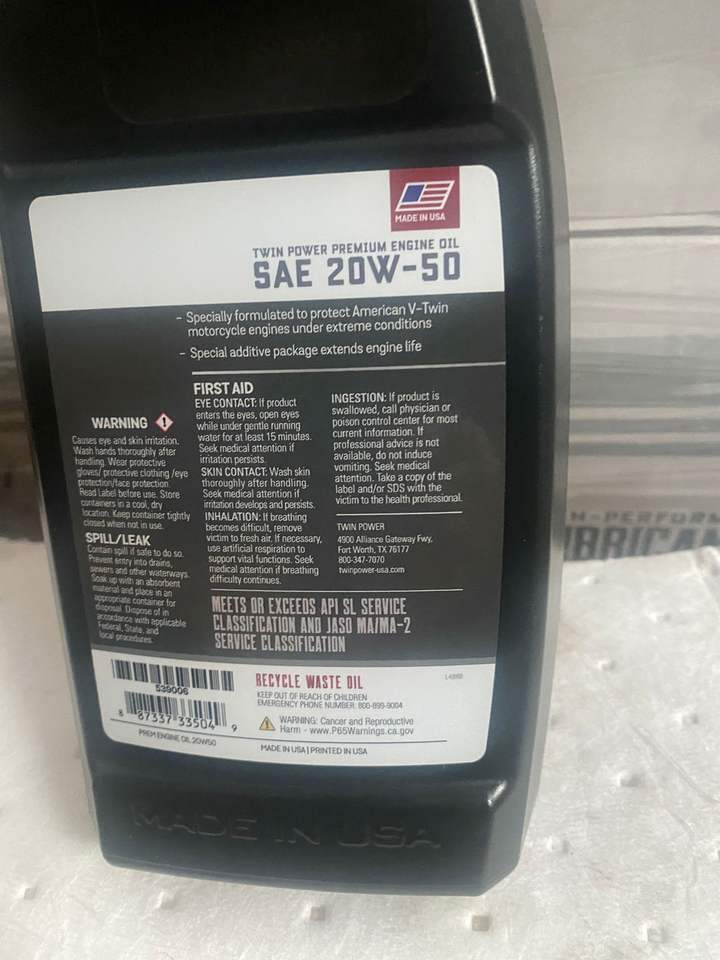 MADE IN USA
TWIN POWER PREMIUM ENGINE OIL
SAE 20W-50
- Specially formulated to protect American V-Twin
motorcycle engines under extreme conditions
- Special additive package extends engine life
WARNING
Causes eye and skin irritation.
Wash hands thoroughly after
handling. Wear protective
gloves/ protective clothing /eye
protection/face protection.
Read Label before use. Store
containers in a cool, dry
location. Keep container tightly
closed when not in use.
SPILL/LEAK
Contain spill if safe to do so.
Prevent entry into drains,
sewers and other waterways.
Soak up with an absorbent
material and place in an
appropriate container for
disposal. Dispose of in
accordance with applicable
Federal, State, and
local procedures.
FIRST AID
EYE CONTACT: If product
enters the eyes, open eyes
while under gentle running
water for at least 15 minutes.
Seek medical attention if
irritation persists.
SKIN CONTACT: Wash skin
thoroughly after handling.
Seek medical attention if
irritation develops and persists.
INHALATION: If breathing
becomes difficult, remove
victim to fresh air. If necessary,
use artificial respiration to
support vital functions. Seek
medical attention if breathing
difficulty continues.
INGESTION: If product is
swallowed, call physician or
poison control center for most
current information. If
professional advice is not
available, do not induce
vomiting. Seek medical
attention. Take a copy of the
label and/or SDS with the
victim to the health professional.
TWIN POWER
4900 Alliance Gateway Fwy.
Fort Worth, TX 76177
800-347-7070
twinpower-usa.com
MEETS OR EXCEEDS API SL SERVICE
CLASSIFICATION AND JASO MA/MA-2
SERVICE CLASSIFICATION
539006
8 67337 33504 9
PREM ENGINE OIL 20W50
RECYCLE WASTE OIL
KEEP OUT OF REACH OF CHILDREN
EMERGENCY PHONE NUMBER: 800-899-9004
WARNING: Cancer and Reproductive
Harm - www.P65Warnings.ca.gov
MADE IN USA | PRINTED IN USA
MADE IN USA